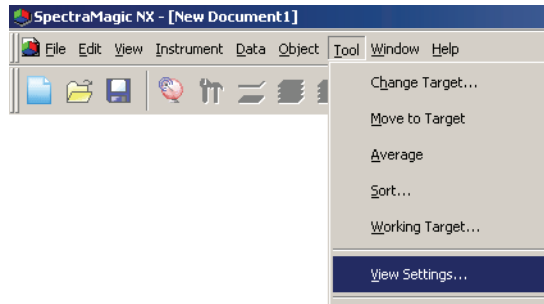 SpectraMagic NX - [New Document1]
File Edit View Instrument Data Object Tool Window Help
Change Target...
Move to Target
Average
Sort...
Working Target...
View Settings...